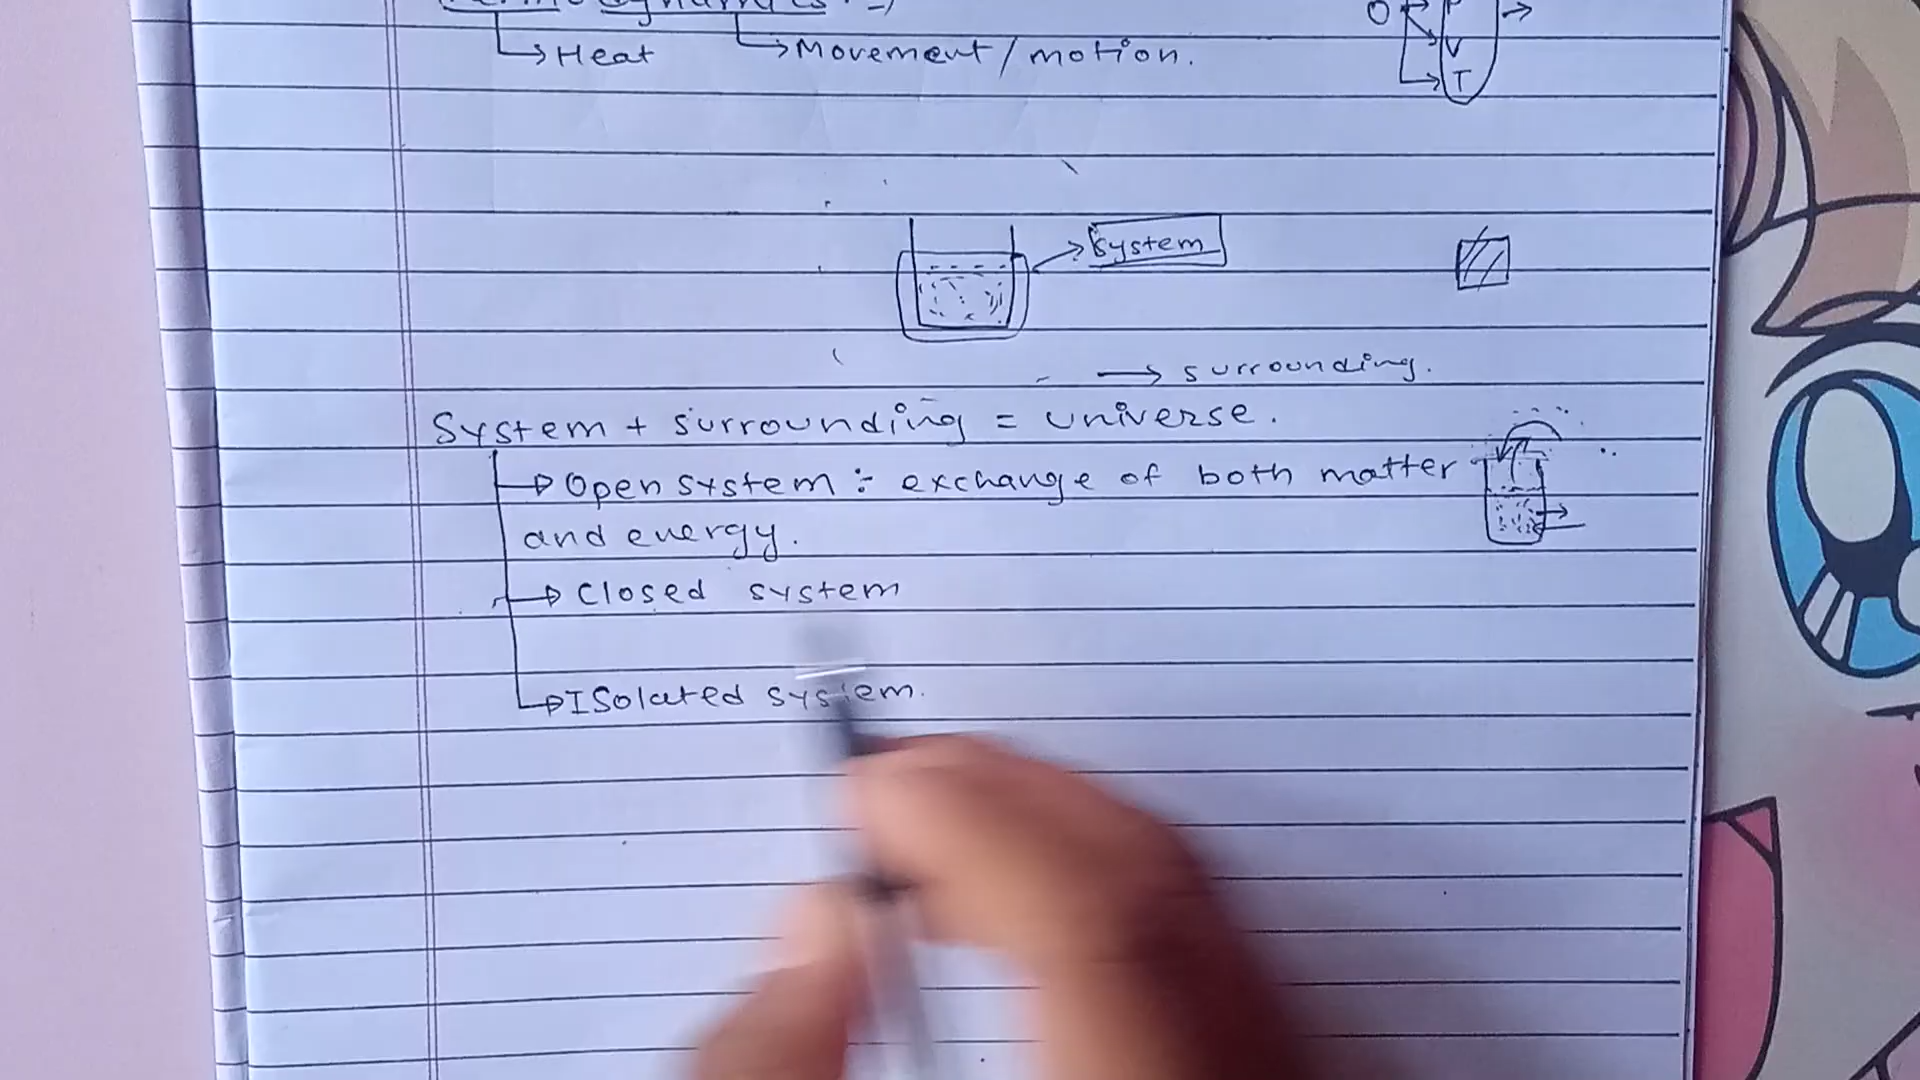 O P
V
→ Heat → Movement / motion.
T
→ system
→ surrounding.
System + surrounding = universe.
→ Open system : exchange of both matter
and energy.
→ Closed system
→ ISolated system.